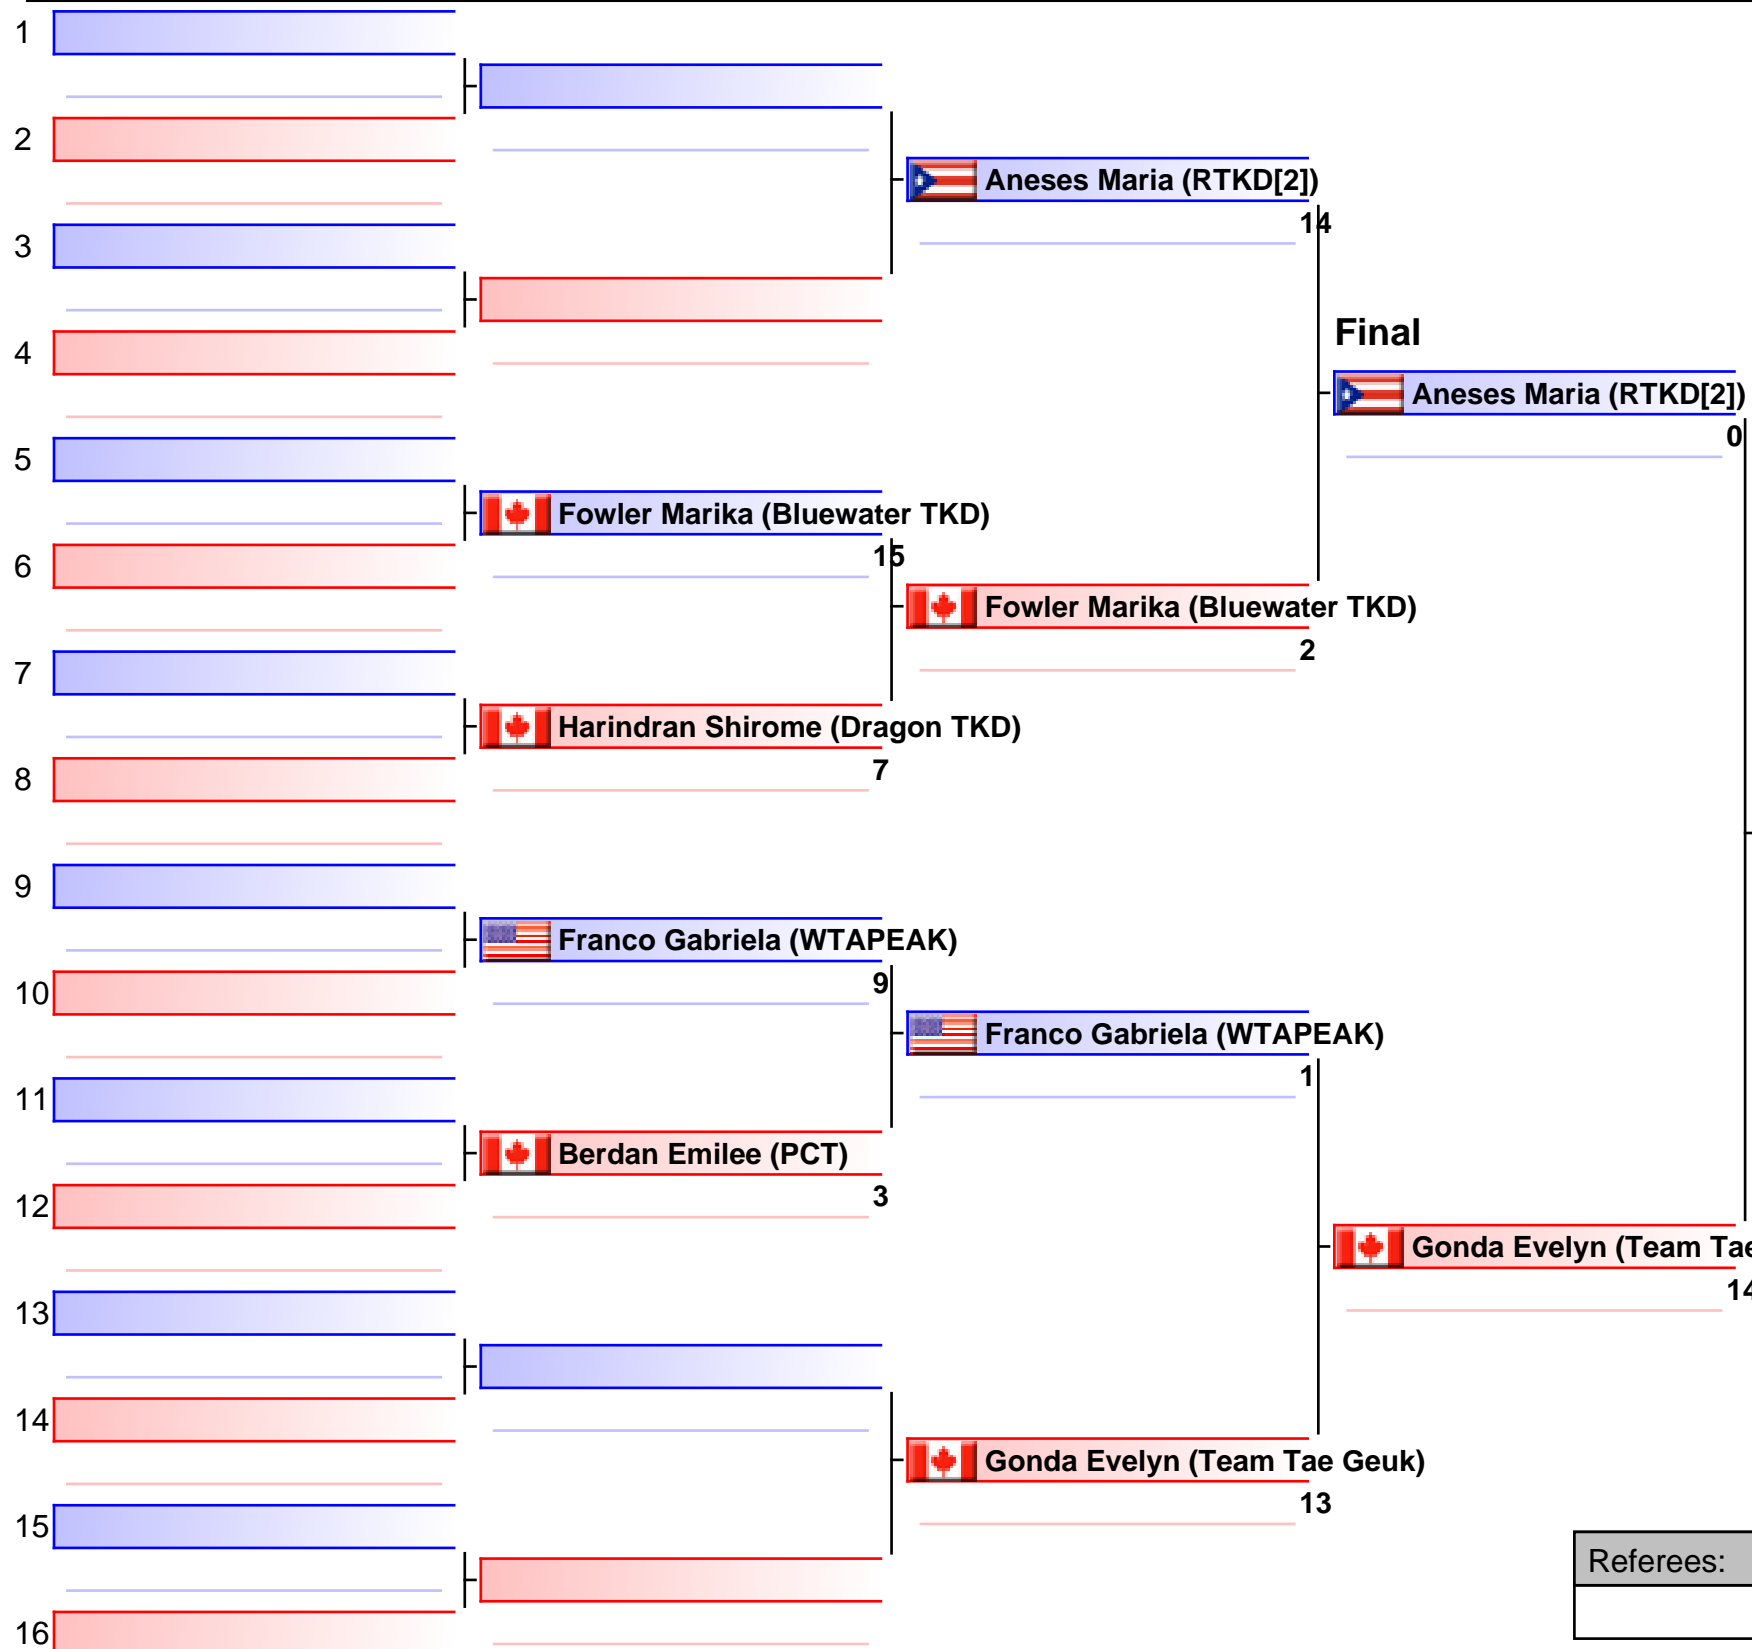 1
2
Aneses Maria (RTKD[2])
14
3
Final
4
Aneses Maria (RTKD[2])
0
5
Fowler Marika (Bluewater TKD)
15
6
Fowler Marika (Bluewater TKD)
2
7
Harindran Shirome (Dragon TKD)
7
8
9
Franco Gabriela (WTAPEAK)
9
10
Franco Gabriela (WTAPEAK)
1
11
Berdan Emilee (PCT)
3
12
Gonda Evelyn (Team Tae
14
13
14
Gonda Evelyn (Team Tae Geuk)
13
15
Referees:
16